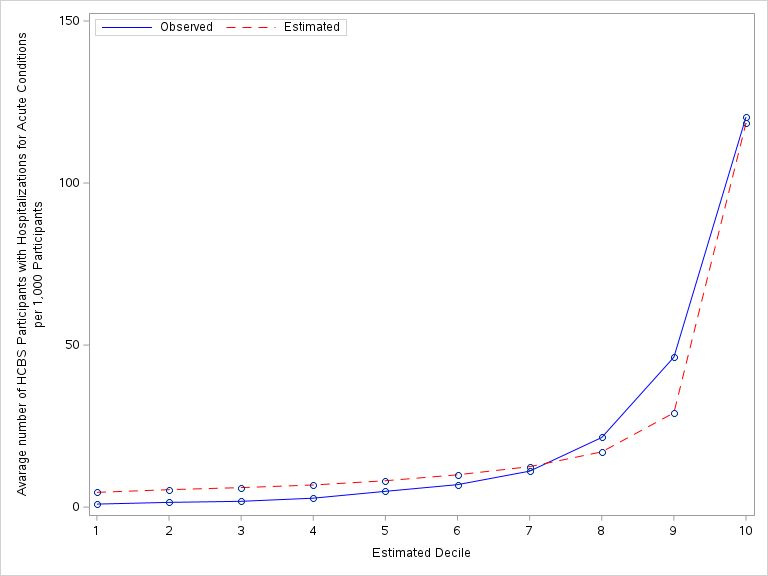 Avarage number of HCBS Participants with Hospitalizations for Acute Conditions
per 1,000 Participants
Observed Estimated
150
100
50
0
1 2 3 4 5 6 7 8 9 10
Estimated Decile